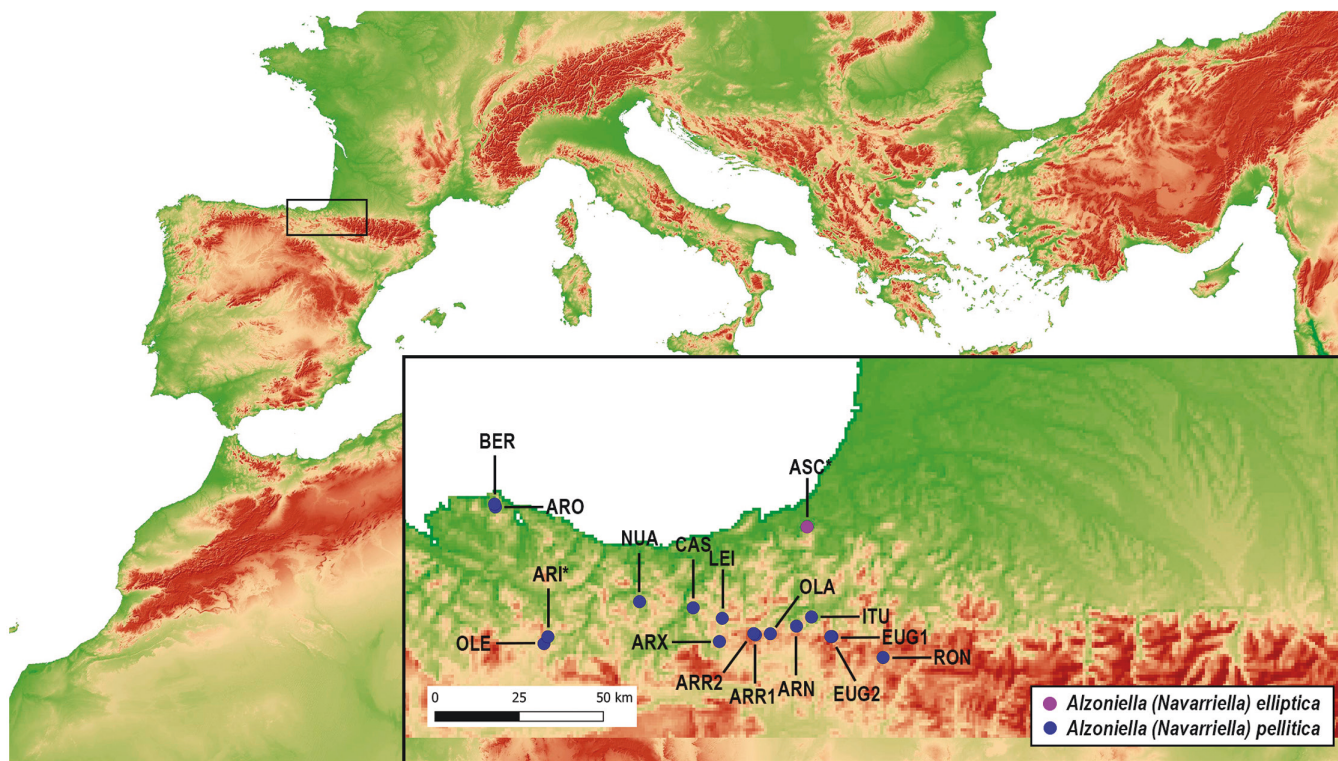 BER
ARO
ASC*
NUA
CAS
LEI
ARI*
OLA
ITU
OLE
ARX
EUG1
RON
ARR2
ARR1
ARN
EUG2
0 25 50 km
Alzoniella (Navarriella) elliptica
Alzoniella (Navarriella) pellitica